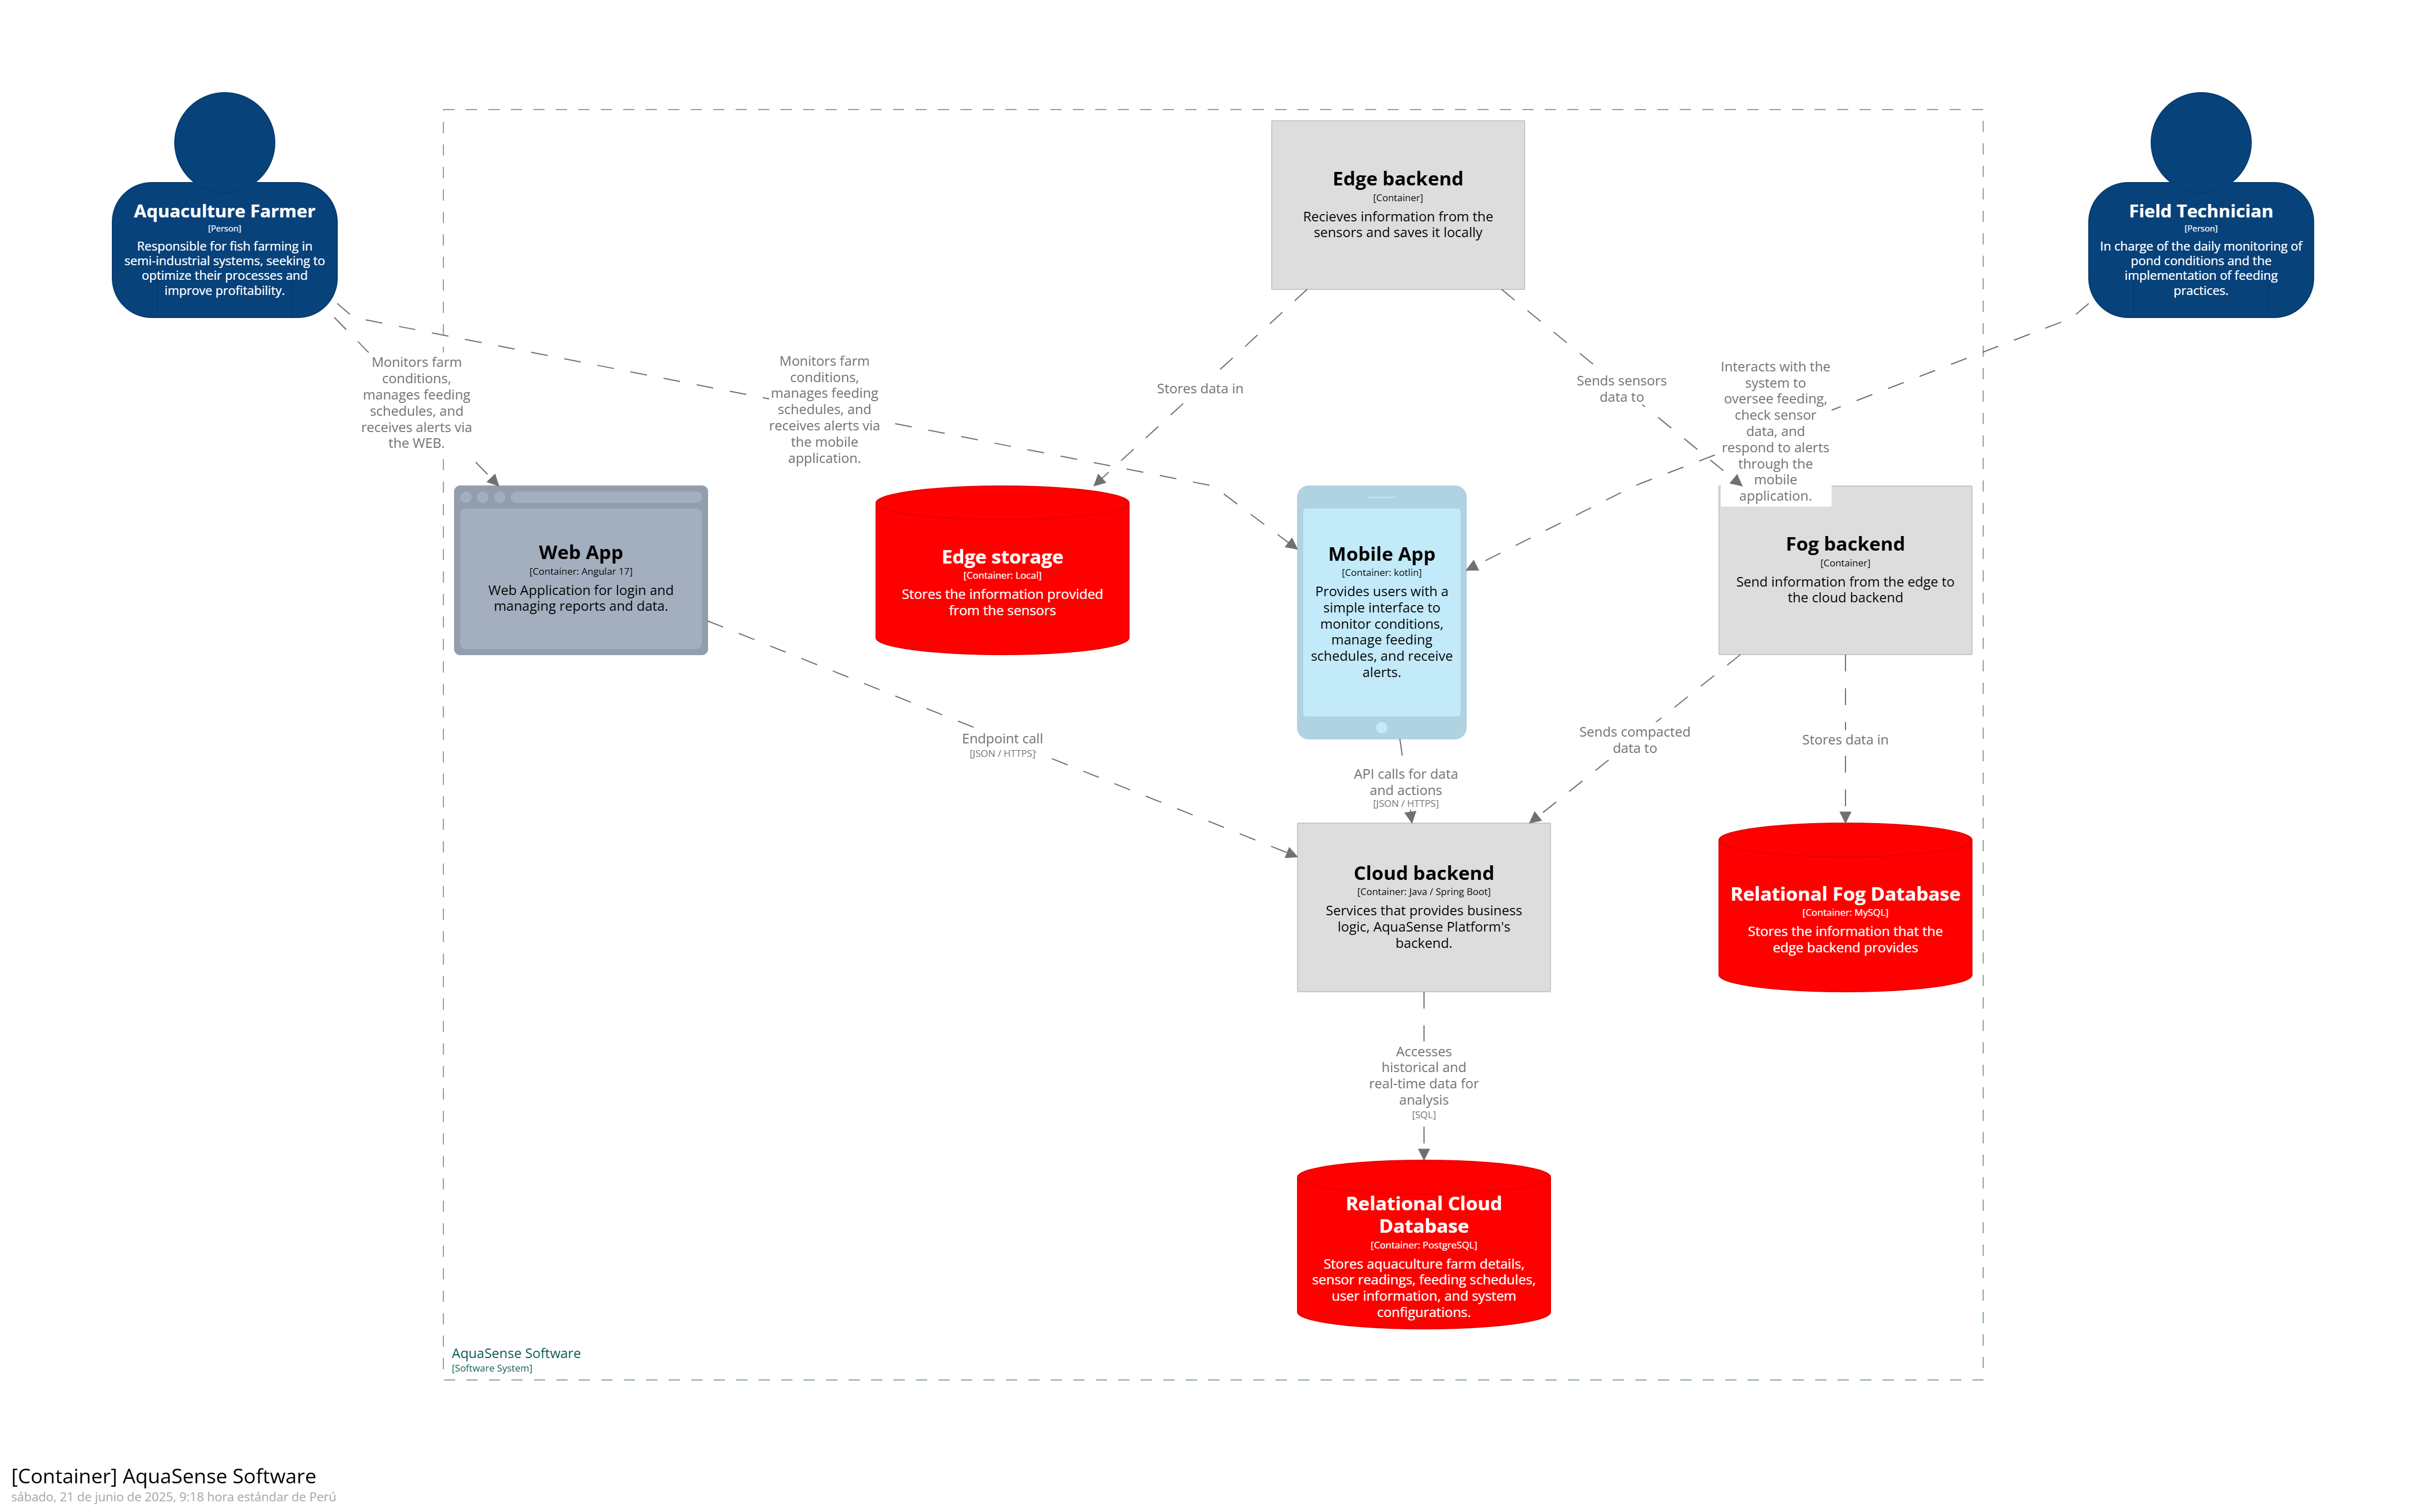 Edge backend
[Container]
Recieves information from the
sensors and saves it locally
Aquaculture Farmer
[Person]
Responsible for fish farming in
semi-industrial systems, seeking to
optimize their processes and
improve profitability.
Field Technician
[Person]
In charge of the daily monitoring of
pond conditions and the
implementation of feeding
practices.
Monitors farm
conditions,
manages feeding
schedules, and
receives alerts via
the WEB.
Monitors farm
conditions,
manages feeding
schedules, and
receives alerts via
the mobile
application.
Stores data in
Sends sensors
data to
Interacts with the
system to
oversee feeding,
check sensor
data, and
respond to alerts
through the
mobile
application.
Web App
[Container: Angular 17]
Web Application for login and
managing reports and data.
Edge storage
[Container: Local]
Stores the information provided
from the sensors
Mobile App
[Container: kotlin]
Provides users with a
simple interface to
monitor conditions,
manage feeding
schedules, and receive
alerts.
Fog backend
[Container]
Send information from the edge to
the cloud backend
Endpoint call
[JSON / HTTPS]
API calls for data
and actions
[JSON / HTTPS]
Sends compacted
data to
Stores data in
Cloud backend
[Container: Java / Spring Boot]
Services that provides business
logic, AquaSense Platform's
backend.
Relational Fog Database
[Container: MySQL]
Stores the information that the
edge backend provides
Accesses
historical and
real-time data for
analysis
[SQL]
Relational Cloud
Database
[Container: PostgreSQL]
Stores aquaculture farm details,
sensor readings, feeding schedules,
user information, and system
configurations.
AquaSense Software
[Software System]
[Container] AquaSense Software
sábado, 21 de junio de 2025, 9:18 hora estándar de Perú